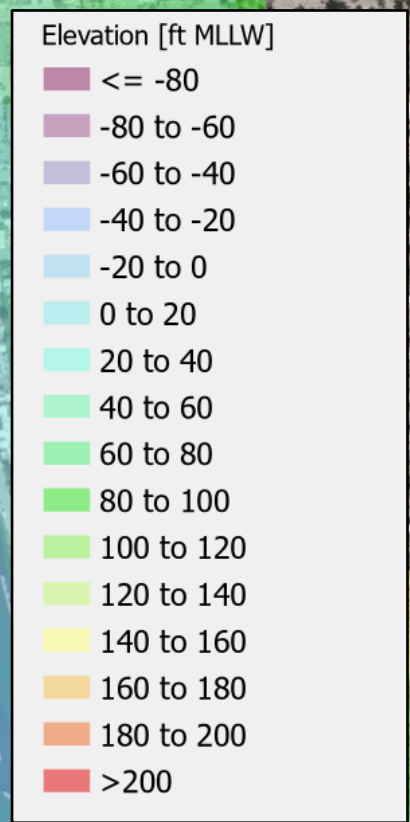 Elevation [ft MLLW]
<= -80
-80 to -60
-60 to -40
-40 to -20
-20 to 0
0 to 20
20 to 40
40 to 60
60 to 80
80 to 100
100 to 120
120 to 140
140 to 160
160 to 180
180 to 200
>200